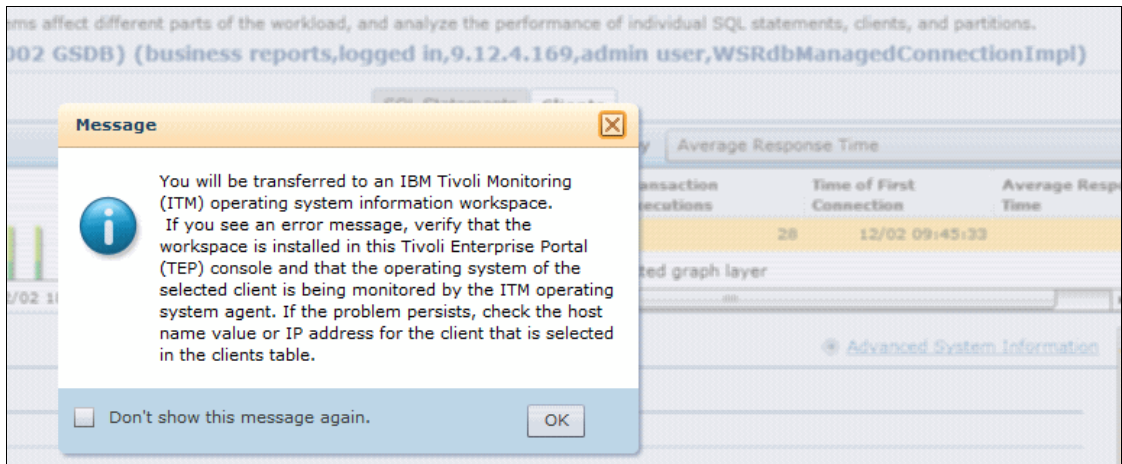 ems affect different parts of the workload, and analyze the performance of individual SQL statements, clients, and partitions.
002 GSDB) (business reports,logged in,9.12.4.169,admin user,WSRdbManagedConnectionImpl)
SQL Statements Clients
Message
y Average Response Time
You will be transferred to an IBM Tivoli Monitoring
(ITM) operating system information workspace.
If you see an error message, verify that the
workspace is installed in this Tivoli Enterprise Portal
(TEP) console and that the operating system of the
selected client is being monitored by the ITM operating
system agent. If the problem persists, check the host
name value or IP address for the client that is selected
in the clients table.
Don't show this message again.
OK
ansaction Time of First Average Respo
ecutions Connection Time
28 12/02 09:45:33
ted graph layer
2/02 1
Advanced System Information